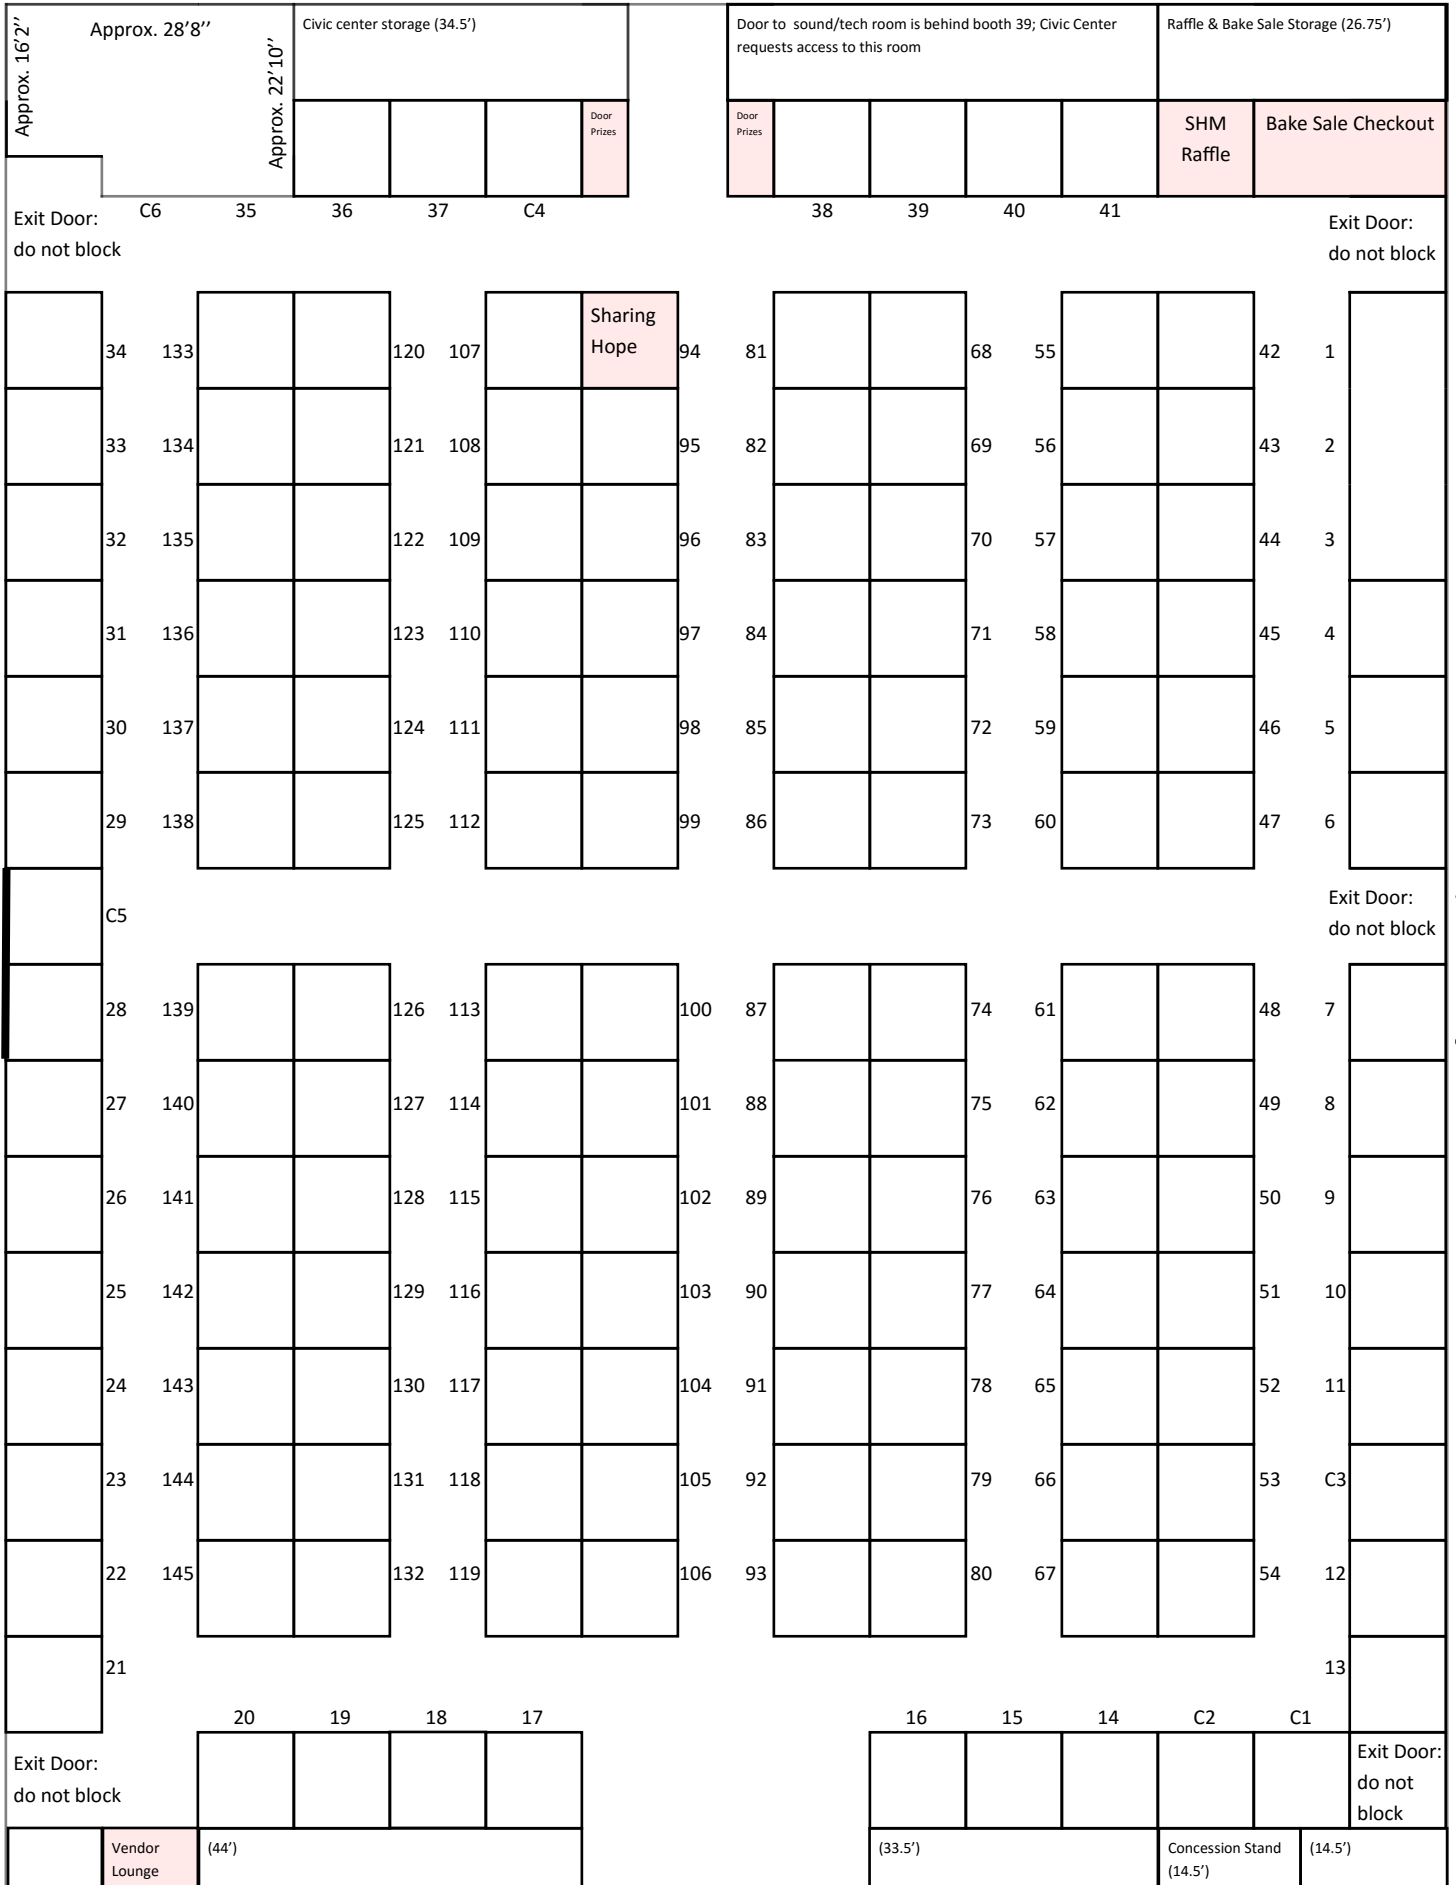 Approx. 16’2’’
Approx. 28’8’’
Approx. 22’10’’
Civic center storage (34.5’)
Door to sound/tech room is behind booth 39; Civic Center
requests access to this room
Raffle & Bake Sale Storage (26.75’)
Door
Prizes
Door
Prizes
SHM
Raffle
Bake Sale Checkout
Exit Door:
do not block
C6 35 36 37 C4 38 39 40 41
Exit Door:
do not block
Sharing
Hope
34 133 120 107 94 81 68 55 42 1
33 134 121 108 95 82 69 56 43 2
32 135 122 109 96 83 70 57 44 3
31 136 123 110 97 84 71 58 45 4
30 137 124 111 98 85 72 59 46 5
29 138 125 112 99 86 73 60 47 6
C5
Exit Door:
do not block
28 139 126 113 100 87 74 61 48 7
27 140 127 114 101 88 75 62 49 8
26 141 128 115 102 89 76 63 50 9
25 142 129 116 103 90 77 64 51 10
24 143 130 117 104 91 78 65 52 11
23 144 131 118 105 92 79 66 53 C3
22 145 132 119 106 93 80 67 54 12
21 13
20 19 18 17 16 15 14 C2 C1
Exit Door:
do not block
Exit Door:
do not
block
Vendor
Lounge
(44’)
(33.5’)
Concession Stand
(14.5’)
(14.5’)